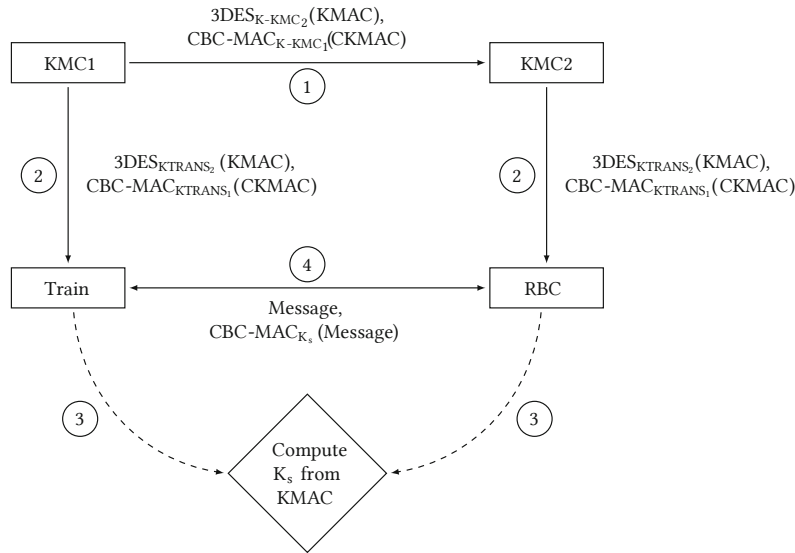 3DES_K-KMC₂(KMAC),
CBC-MAC_K-KMC₁(CKMAC)
KMC1
KMC2
1
2
3DES_KTRANS₂ (KMAC),
CBC-MAC_KTRANS₁(CKMAC)
2
3DES_KTRANS₂(KMAC),
CBC-MAC_KTRANS₁(CKMAC)
4
Train
RBC
Message,
CBC-MAC_Kₛ (Message)
3
3
Compute
Kₛ from
KMAC